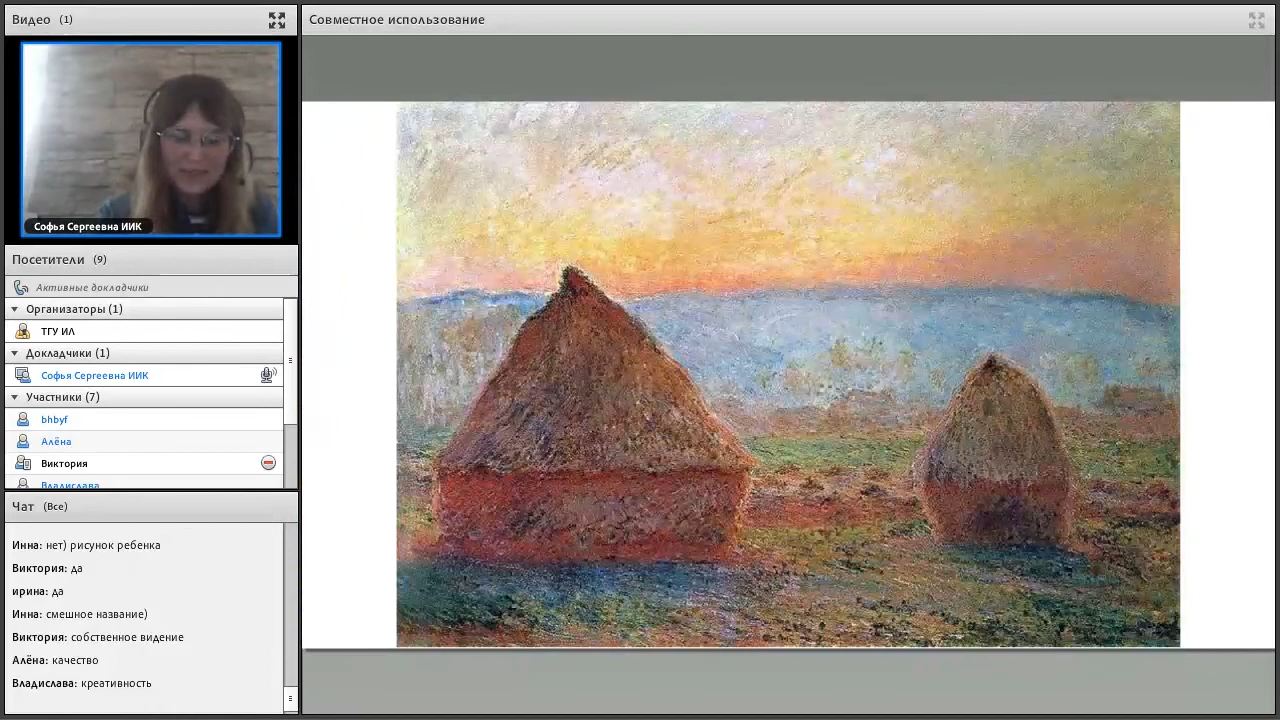 Видео (1)
Софья Сергеевна ИИК
Посетители (9)
Активные докладчики
Организаторы (1)
ТГУ ИЛ
Докладчики (1)
Софья Сергеевна ИИК
Участники (7)
bhbyf
Алёна
Виктория
Владислава
Чат (Все)
Инна: нет) рисунок ребенка
Виктория: да
ирина: да
Инна: смешное название)
Виктория: собственное видение
Алёна: качество
Владислава: креативность
Совместное использование